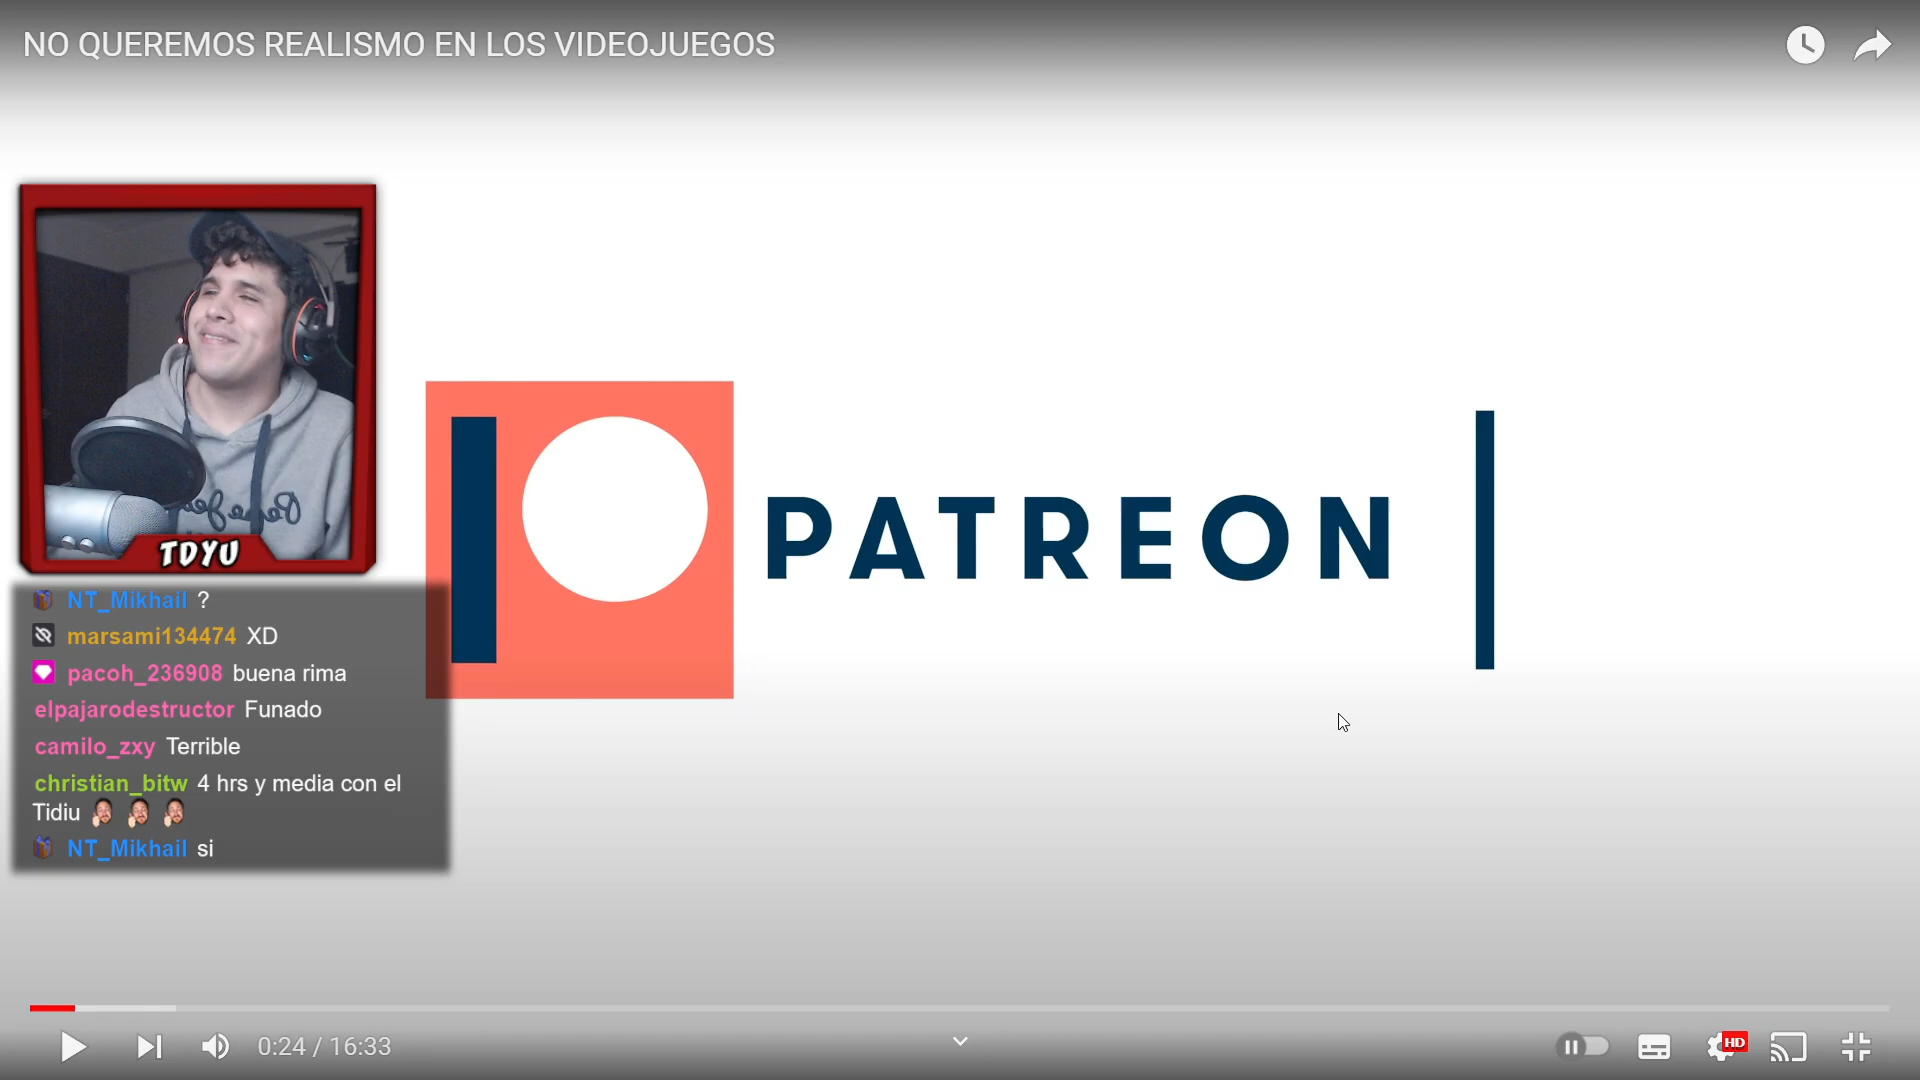 NO QUEREMOS REALISMO EN LOS VIDEOJUEGOS
TDYU
NT_Mikhail ?
marsami134474 XD
pacoh_236908 buena rima
elpajarodestructor Funado
camilo_zxy Terrible
christian_bitw 4 hrs y media con el
Tidiu
NT_Mikhail si
PATREON
0:24 / 16:33
HD